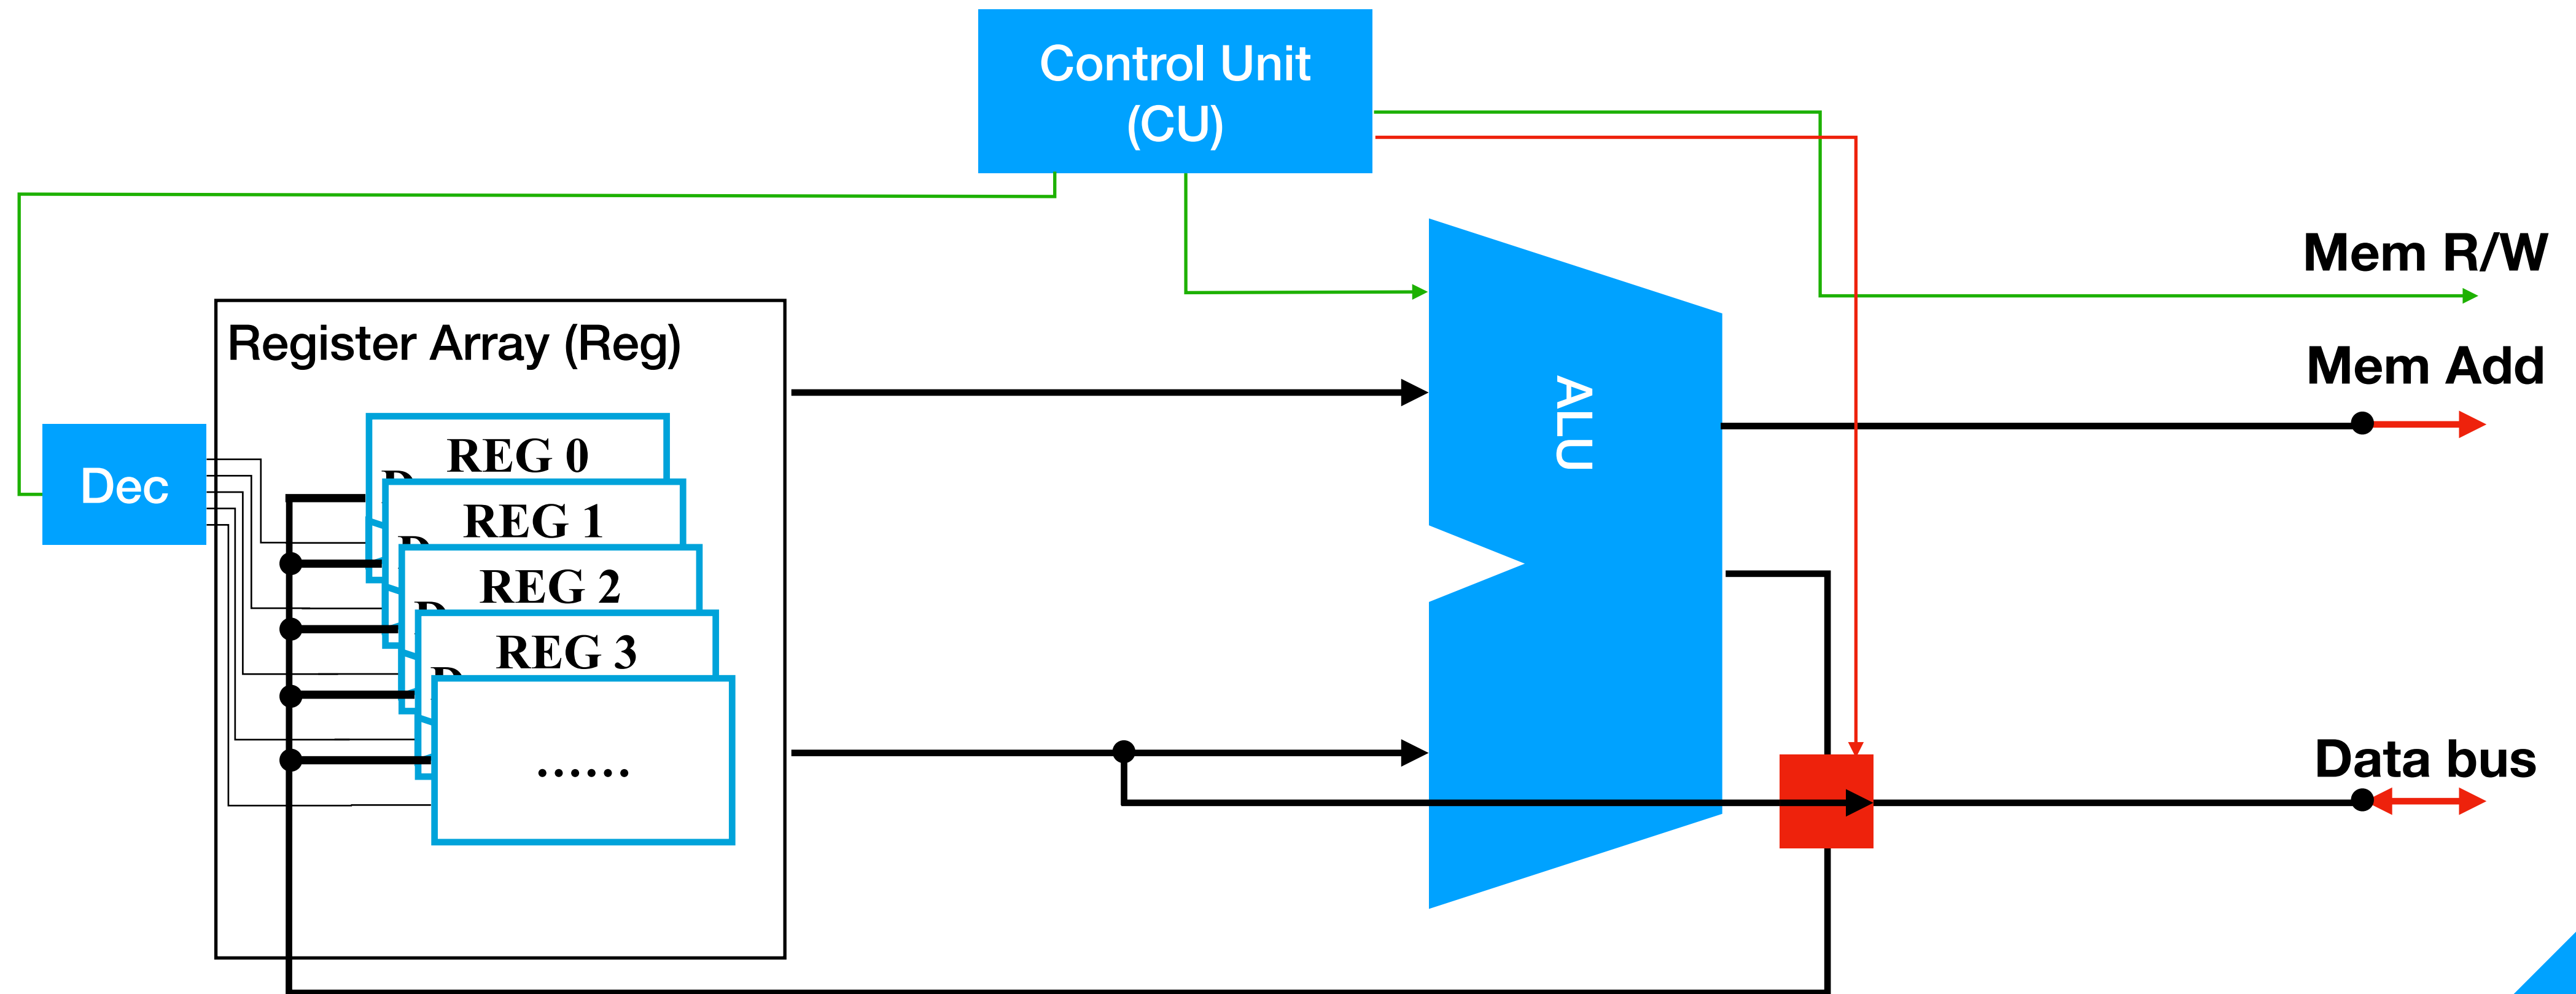 Control Unit
(CU)
Mem R/W
Register Array (Reg)
Mem Add
ALU
REG 0
Dec
D
REG 1
D
REG 2
D
REG 3
D
......
Data bus